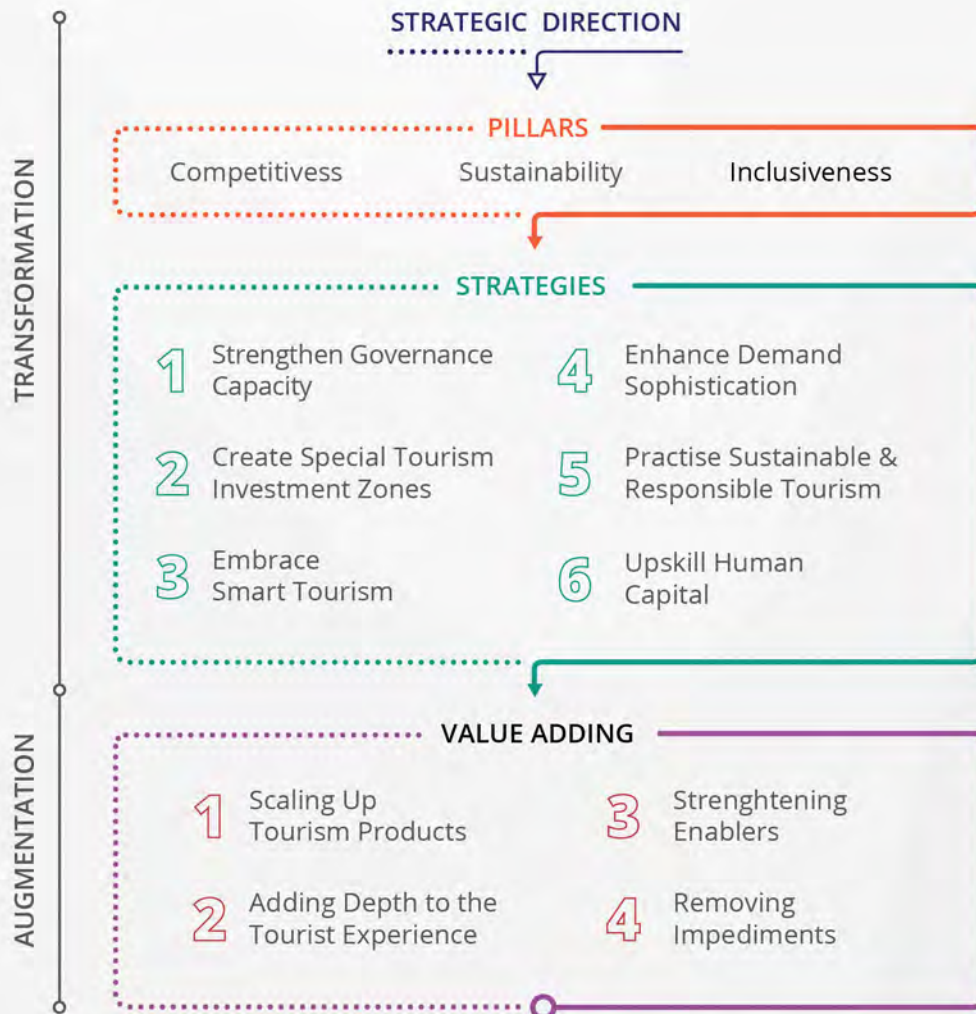 STRATEGIC DIRECTION
PILLARS
Competitivess
Sustainability
Inclusiveness
TRANSFORMATION
STRATEGIES
1 Strengthen Governance
Capacity
2 Create Special Tourism
Investment Zones
3 Embrace
Smart Tourism
4 Enhance Demand
Sophistication
5 Practise Sustainable &
Responsible Tourism
6 Upskill Human
Capital
AUGMENTATION
VALUE ADDING
1 Scaling Up
Tourism Products
2 Adding Depth to the
Tourist Experience
3 Strenghtening
Enablers
4 Removing
Impediments